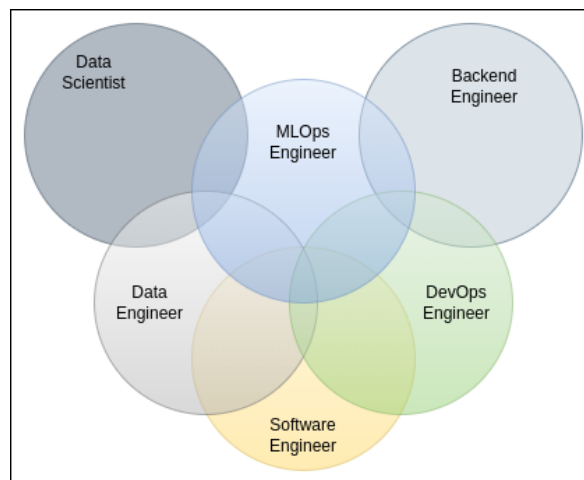 Data
Scientist
Backend
Engineer
MLOps
Engineer
Data
Engineer
DevOps
Engineer
Software
Engineer